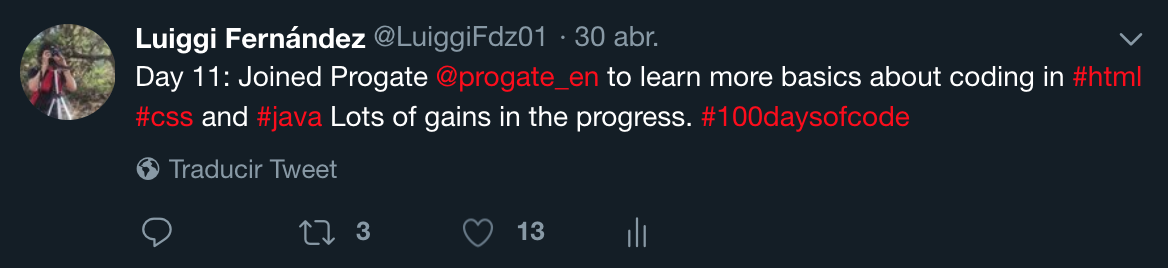 Luiggi Fernández @LuiggiFdz01 · 30 abr.
Day 11: Joined Progate @progate_en to learn more basics about coding in #html
#css and #java Lots of gains in the progress. #100daysofcode
Traducir Tweet
3 13